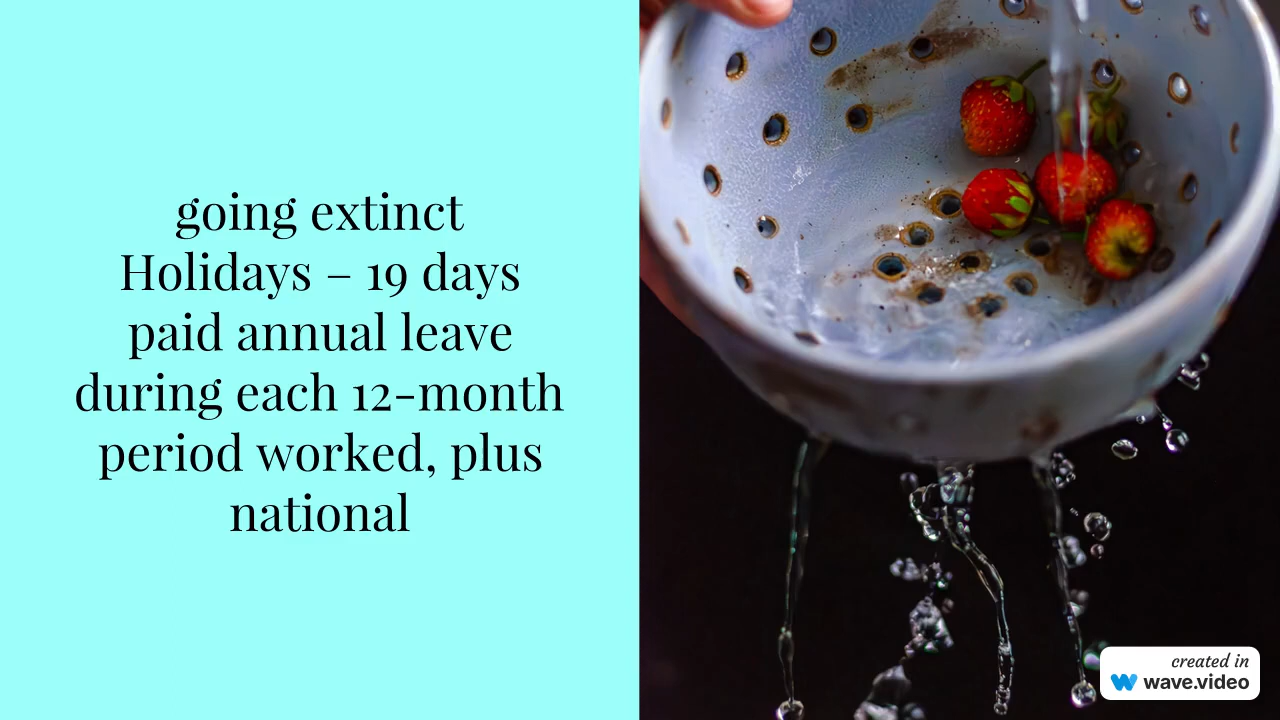 going extinct
Holidays – 19 days
paid annual leave
during each 12-month
period worked, plus
national
created in
wave.video